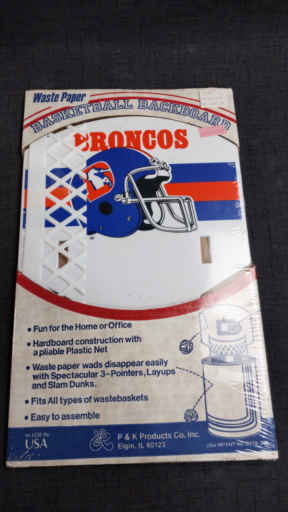 Waste Paper
BASKETBALL BACKBOARD
BRONCOS
• Fun for the Home or Office
• Hardboard construction with
a pliable Plastic Net
• Waste paper wads disappear easily
with Spectacular 3-Pointers, Layups
and Slam Dunks.
• Fits All types of wastebaskets
• Easy to assemble
USA
P & K Products Co. Inc.
Elgin, IL 60123